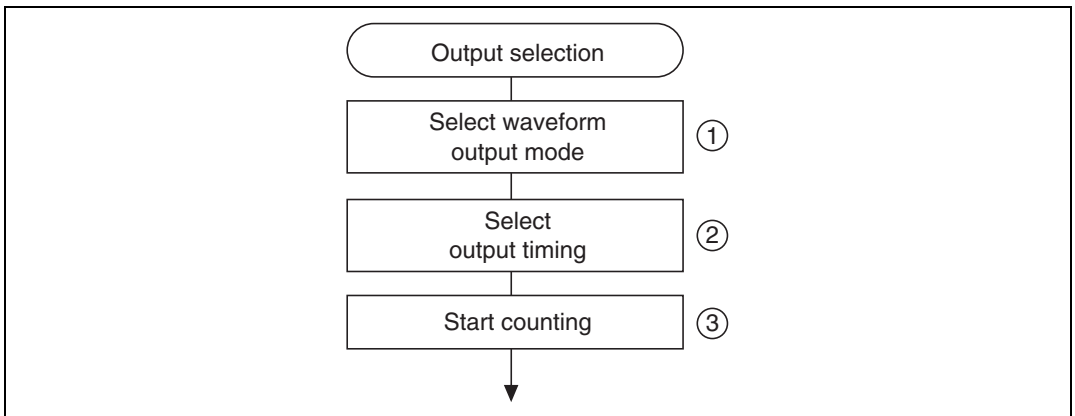 Output selection
Select waveform
output mode
①
Select
output timing
②
Start counting
③